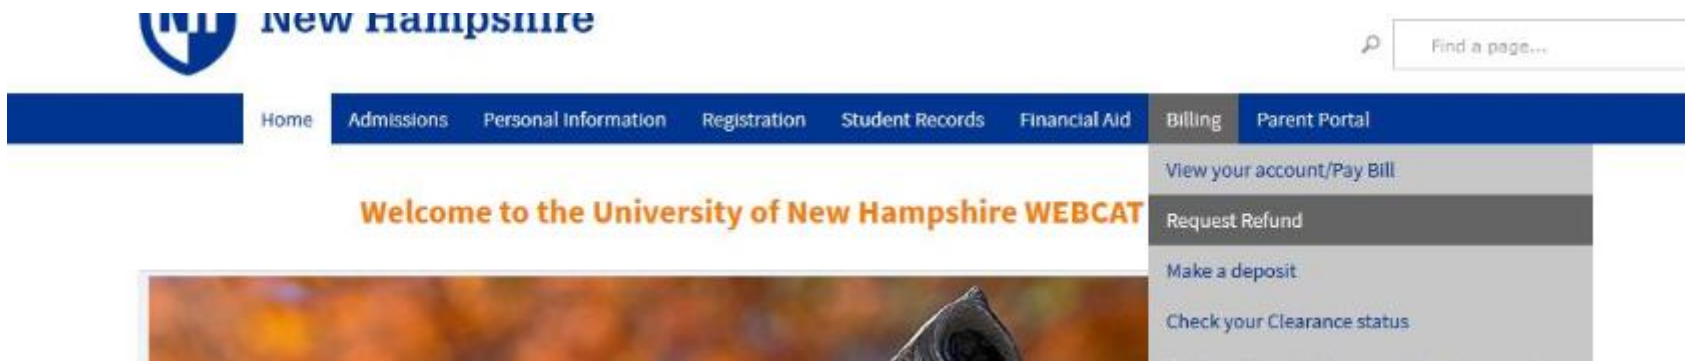 New Hampshire
Find a page...
Home Admissions Personal Information Registration Student Records Financial Aid Billing Parent Portal
View your account/Pay Bill
Welcome to the University of New Hampshire WEBCAT
Request Refund
Make a deposit
Check your Clearance status